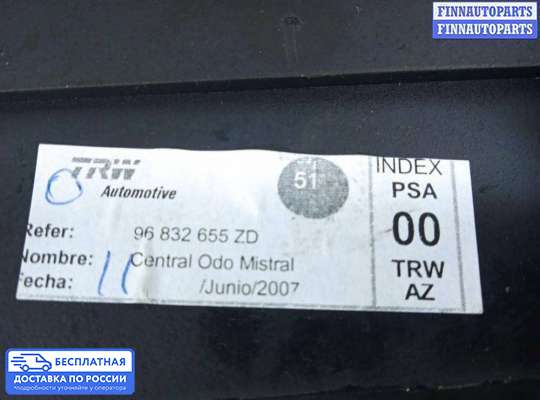 FINNAUTOPARTS
FINNAUTOPARTS
TRW
Automotive
51
INDEX
PSA
00
TRW
AZ
Refer: 96 832 655 ZD
Nombre: Central Odo Mistral
Fecha: 11 /Junio/2007
БЕСПЛАТНАЯ
ДОСТАВКА ПО РОССИИ
подробности уточняйте у оператора